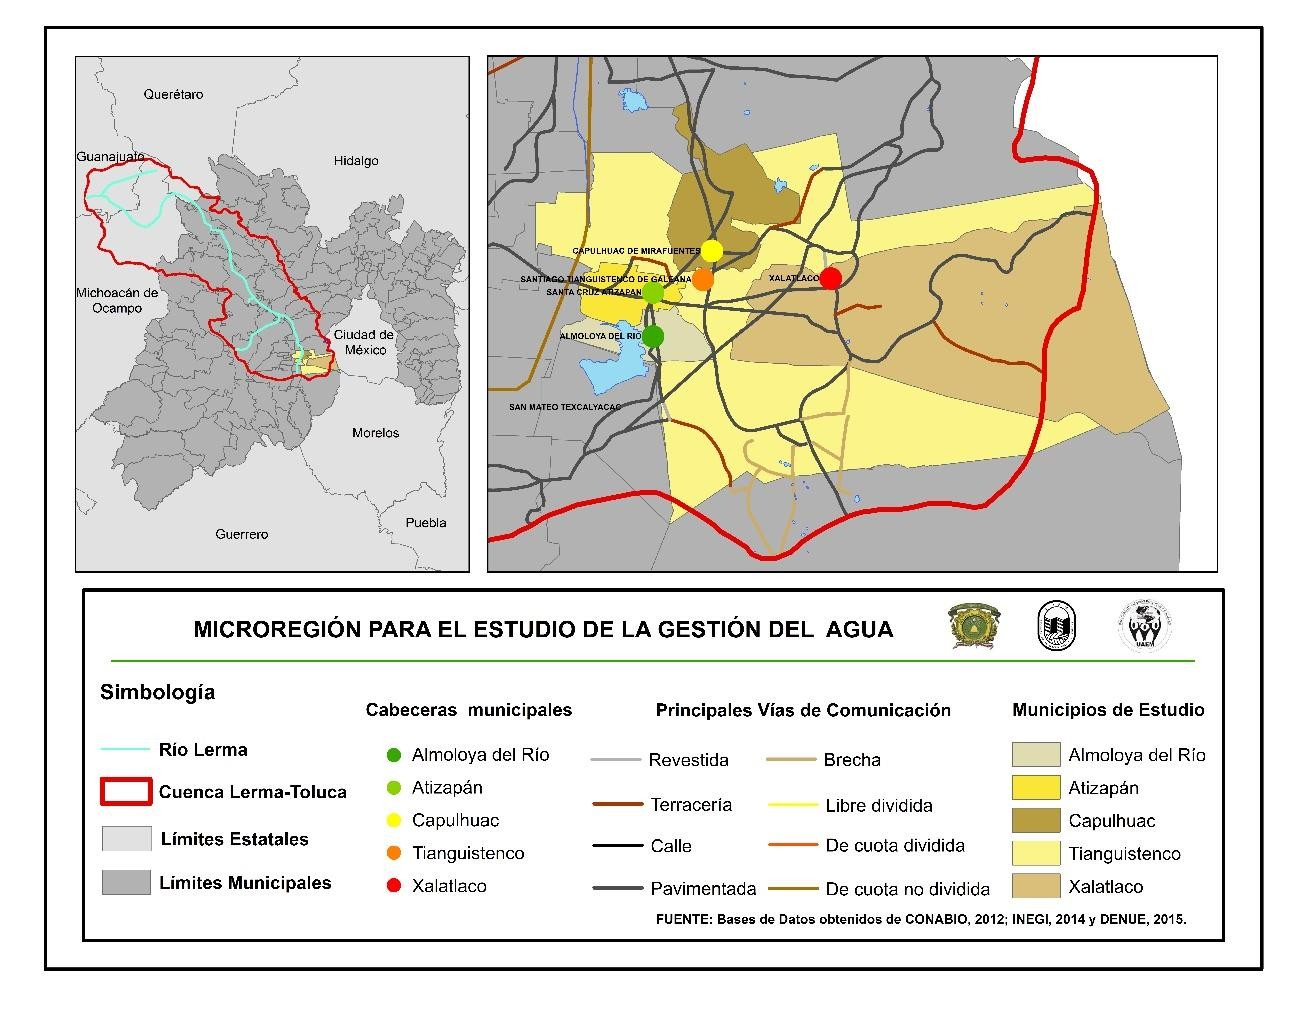 Querétaro
Guanajuato
Hidalgo
Michoacán de
Ocampo
Ciudad de
México
Morelos
Puebla
Guerrero
CAPULHUAC DE MIRAFUENTES
SANTIAGO TIANGUISTENCO DE GALEANA
XALATLACO
SANTA CRUZ ATIZAPAN
ALMOLOYA DEL RIO
SAN MATEO TEXCALYACAC
MICROREGIÓN PARA EL ESTUDIO DE LA GESTIÓN DEL AGUA
UAEM
Simbología
Río Lerma
Cuenca Lerma-Toluca
Límites Estatales
Límites Municipales
Cabeceras municipales
Almoloya del Río
Atizapán
Capulhuac
Tianguistenco
Xalatlaco
Principales Vías de Comunicación
Revestida
Terracería
Calle
Pavimentada
Brecha
Libre dividida
De cuota dividida
De cuota no dividida
Municipios de Estudio
Almoloya del Río
Atizapán
Capulhuac
Tianguistenco
Xalatlaco
FUENTE: Bases de Datos obtenidos de CONABIO, 2012; INEGI, 2014 y DENUE, 2015.